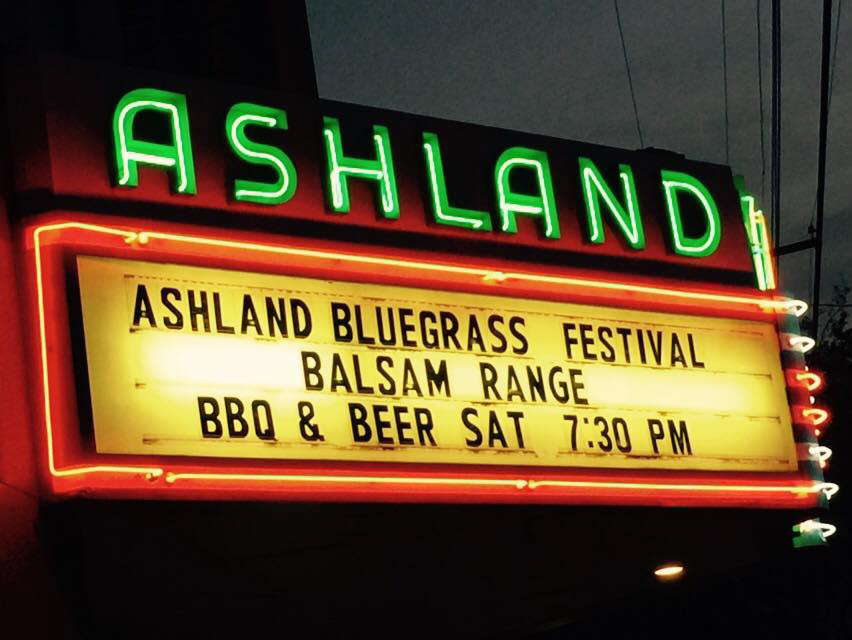 ASHLAND
ASHLAND BLUEGRASS FESTIVAL
BALSAM RANGE
BBQ & BEER SAT 7:30 PM